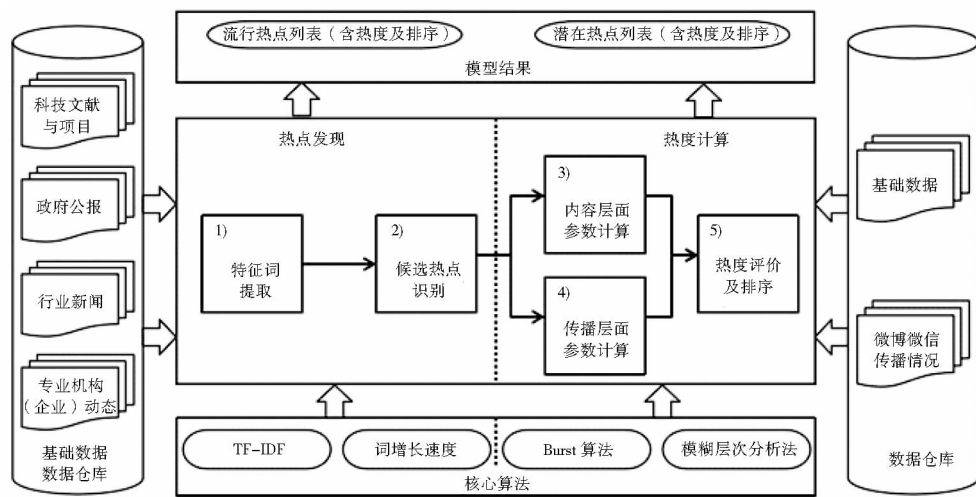 流行热点列表（含热度及排序）
潜在热点列表（含热度及排序）
模型结果
科技文献
与项目
政府公报
行业新闻
专业机构
（企业）动态
基础数据
数据仓库
热点发现
热度计算
1)
特征词
提取
2)
候选热点
识别
3)
内容层面
参数计算
4)
传播层面
参数计算
5)
热度评价
及排序
基础数据
微博微信
传播情况
数据仓库
TF-IDF
词增长速度
Burst 算法
模糊层次分析法
核心算法